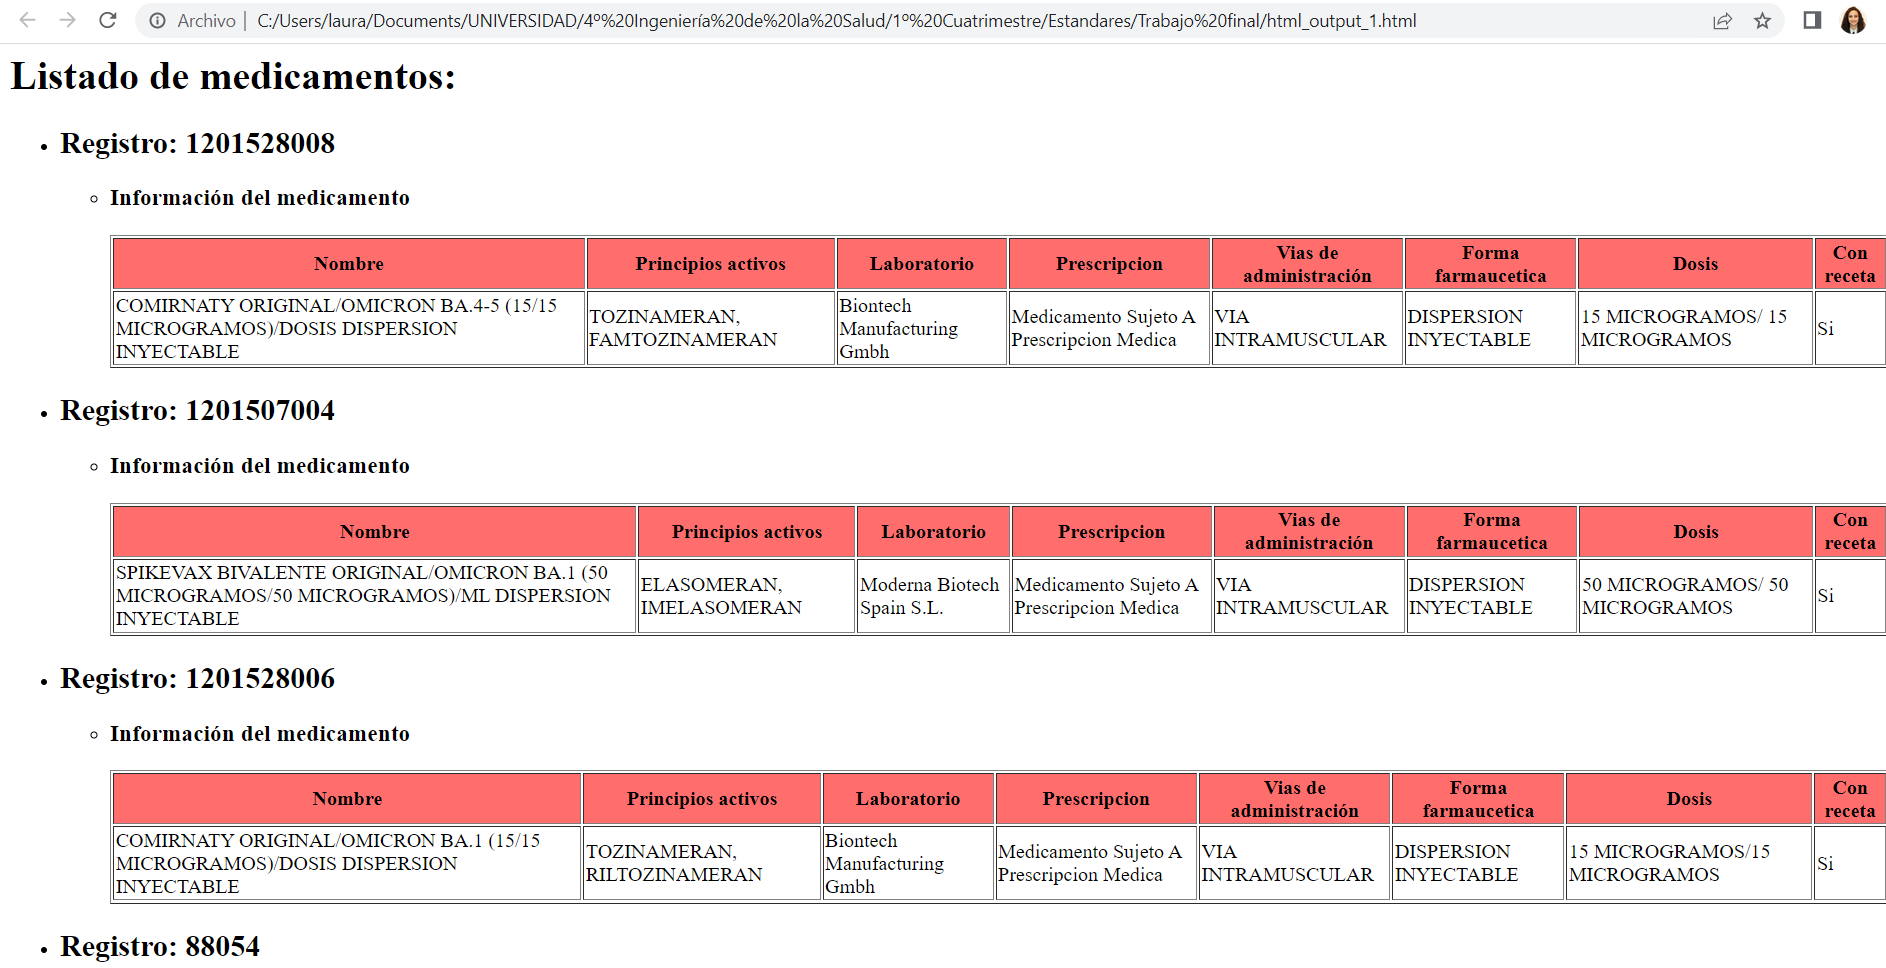 Archivo | C:/Users/laura/Documents/UNIVERSIDAD/4º%20Ingeniería%20de%20la%20Salud/1º%20Cuatrimestre/Estandares/Trabajo%20final/html_output_1.html
Listado de medicamentos:
Registro: 1201528008
Información del medicamento
Nombre
Principios activos
Laboratorio
Prescripcion
Vias de
administración
Forma
farmaucetica
Dosis
Con
receta
COMIRNATY ORIGINAL/OMICRON BA.4-5 (15/15
MICROGRAMOS)/DOSIS DISPERSION
INYECTABLE
TOZINAMERAN,
FAMTOZINAMERAN
Biontech
Manufacturing
Gmbh
Medicamento Sujeto A
Prescripcion Medica
VIA
INTRAMUSCULAR
DISPERSION
INYECTABLE
15 MICROGRAMOS/ 15
MICROGRAMOS
Si
Registro: 1201507004
Información del medicamento
Nombre
Principios activos
Laboratorio
Prescripcion
Vias de
administración
Forma
farmaucetica
Dosis
Con
receta
SPIKEVAX BIVALENTE ORIGINAL/OMICRON BA.1 (50
MICROGRAMOS/50 MICROGRAMOS)/ML DISPERSION
INYECTABLE
ELASOMERAN,
IMELASOMERAN
Moderna Biotech
Spain S.L.
Medicamento Sujeto A
Prescripcion Medica
VIA
INTRAMUSCULAR
DISPERSION
INYECTABLE
50 MICROGRAMOS/ 50
MICROGRAMOS
Si
Registro: 1201528006
Información del medicamento
Nombre
Principios activos
Laboratorio
Prescripcion
Vias de
administración
Forma
farmaucetica
Dosis
Con
receta
COMIRNATY ORIGINAL/OMICRON BA.1 (15/15
MICROGRAMOS)/DOSIS DISPERSION
INYECTABLE
TOZINAMERAN,
RILTOZINAMERAN
Biontech
Manufacturing
Gmbh
Medicamento Sujeto A
Prescripcion Medica
VIA
INTRAMUSCULAR
DISPERSION
INYECTABLE
15 MICROGRAMOS/15
MICROGRAMOS
Si
Registro: 88054